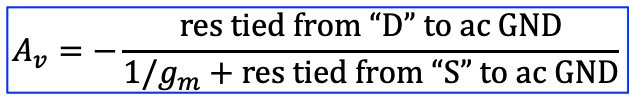 res tied from “D” to ac GND
A_v = −
1/g_m + res tied from “S” to ac GND